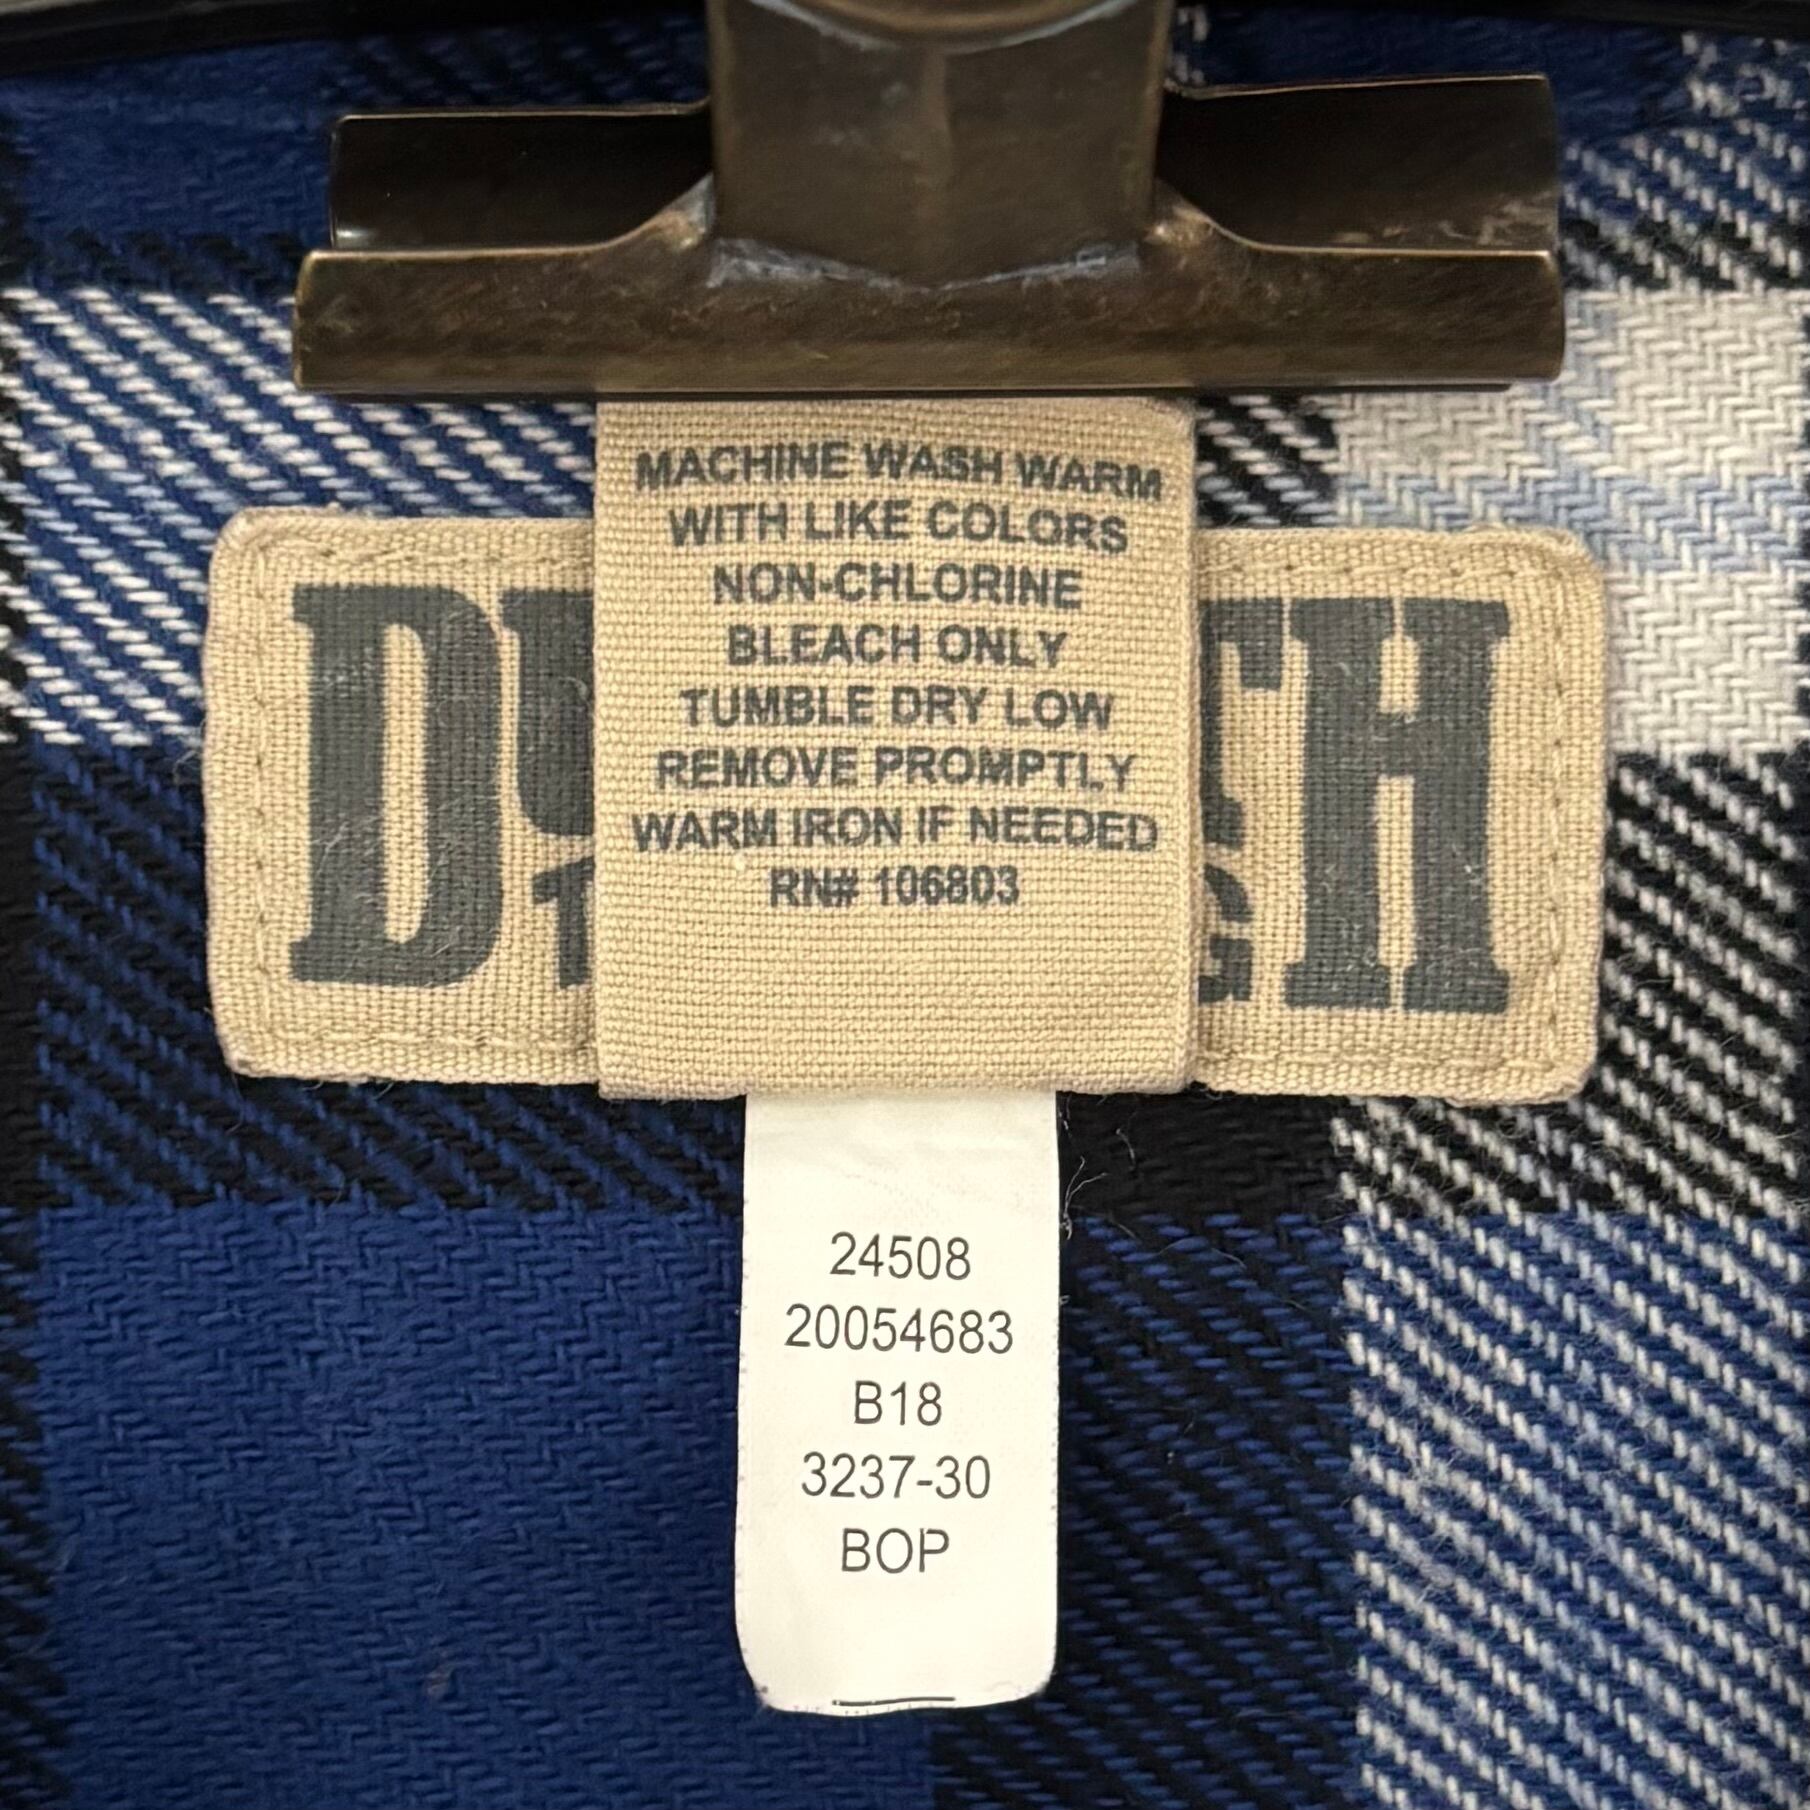 MACHINE WASH WARM
WITH LIKE COLORS
NON-CHLORINE
BLEACH ONLY
TUMBLE DRY LOW
REMOVE PROMPTLY
WARM IRON IF NEEDED
RN# 106803
24508
20054683
B18
3237-30
BOP